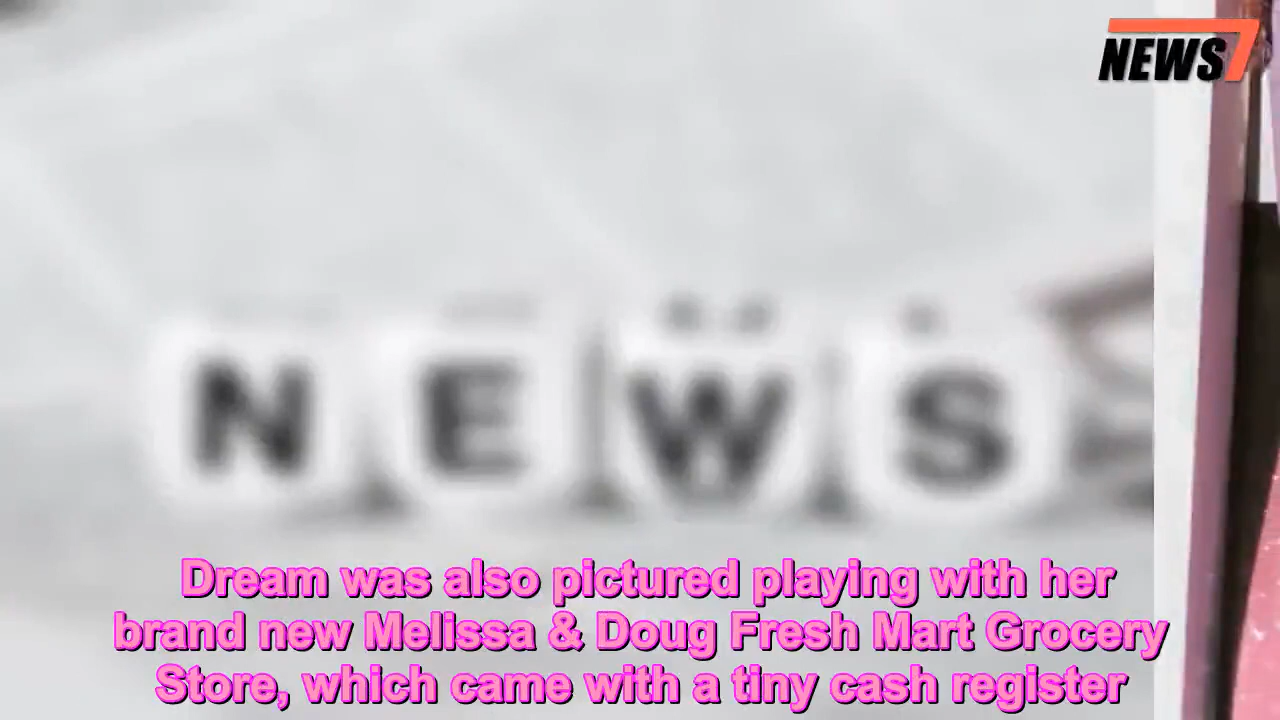 NEWS7
N E W S
Dream was also pictured playing with her
brand new Melissa & Doug Fresh Mart Grocery
Store, which came with a tiny cash register